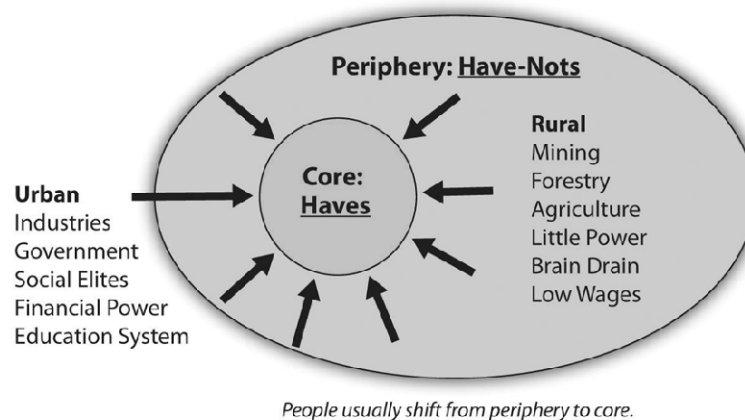 Periphery: Have-Nots
Core:
Haves
Rural
Mining
Forestry
Agriculture
Little Power
Brain Drain
Low Wages
Urban
Industries
Government
Social Elites
Financial Power
Education System
People usually shift from periphery to core.